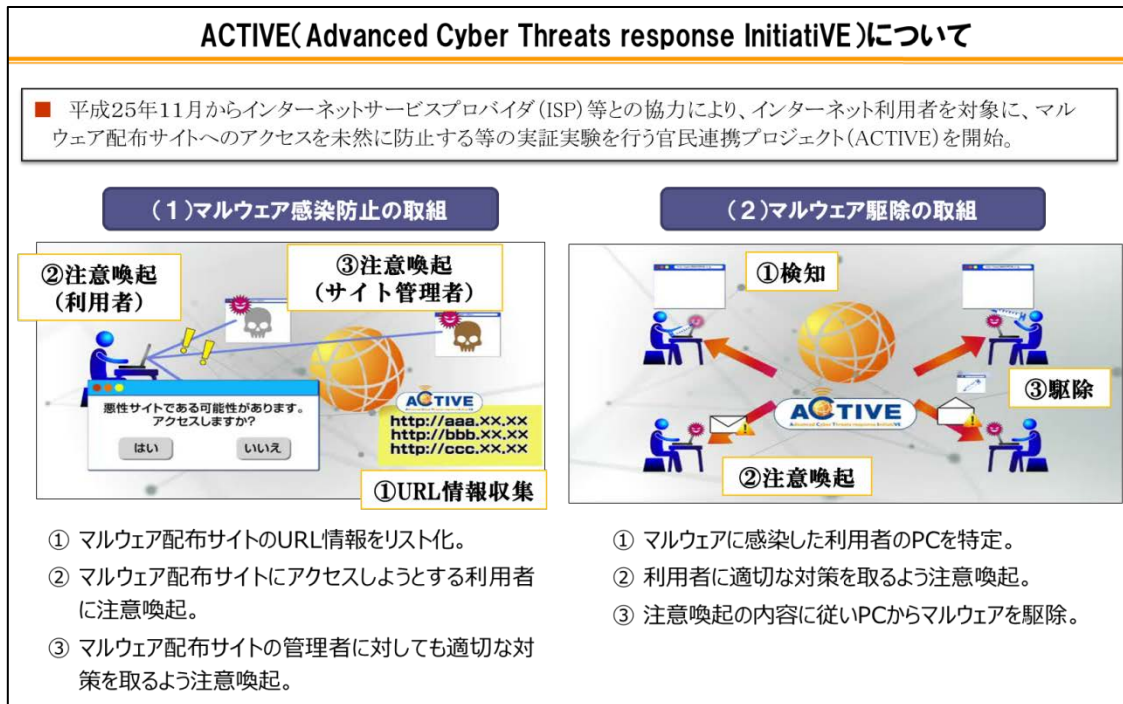 ACTIVE(Advanced Cyber Threats response InitiatiVE)について
■ 平成25年11月からインターネットサービスプロバイダ(ISP)等との協力により、インターネット利用者を対象に、マル
ウェア配布サイトへのアクセスを未然に防止する等の実証実験を行う官民連携プロジェクト(ACTIVE)を開始。
(1)マルウェア感染防止の取組
②注意喚起
(利用者)
③注意喚起
(サイト管理者)
悪性サイトである可能性があります。
アクセスしますか?
はい
いいえ
ACTIVE
http://aaa.xx.xx
http://bbb.xx.xx
http://ccc.xx.xx
①URL情報収集
① マルウェア配布サイトのURL情報をリスト化。
② マルウェア配布サイトにアクセスしようとする利用者
に注意喚起。
③ マルウェア配布サイトの管理者に対しても適切な対
策を取るよう注意喚起。
(2)マルウェア駆除の取組
①検知
③駆除
ACTIVE
Advanced Cyber Threats response InitiatiVE
②注意喚起
① マルウェアに感染した利用者のPCを特定。
② 利用者に適切な対策を取るよう注意喚起。
③ 注意喚起の内容に従いPCからマルウェアを駆除。